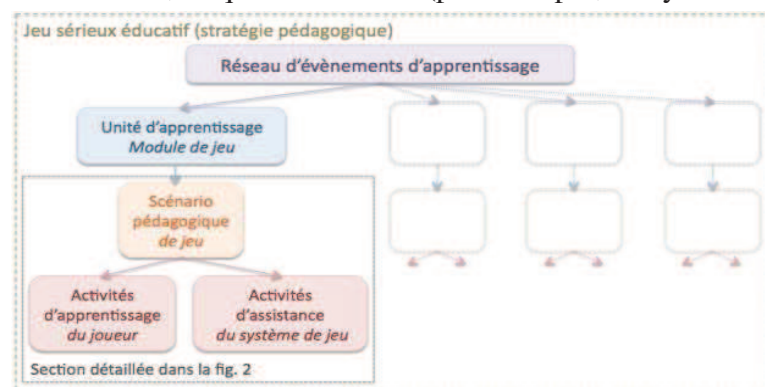 Jeu sérieux éducatif (stratégie pédagogique)
Réseau d'évènements d'apprentissage
Unité d'apprentissage
Module de jeu
Scénario
pédagogique
de jeu
Activités
d'apprentissage
du joueur
Activités
d'assistance
du système de jeu
Section détaillée dans la fig. 2